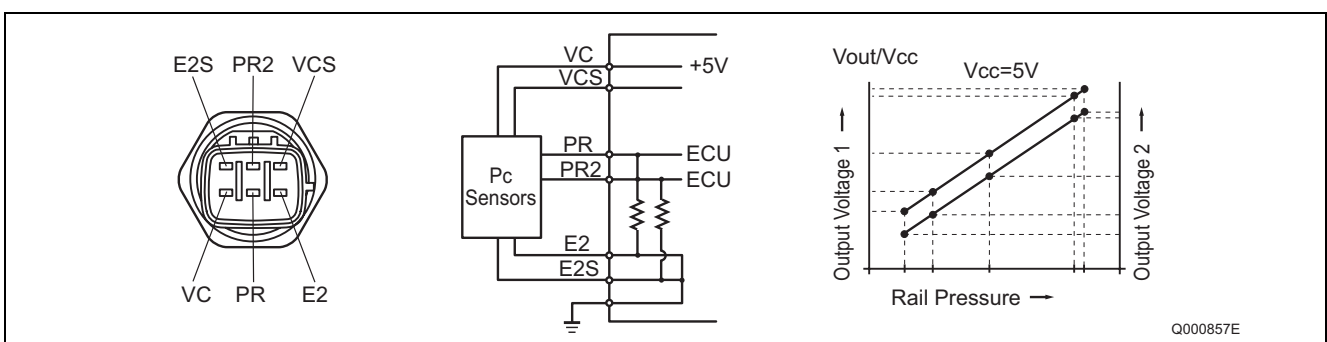 E2S PR2 VCS
VC PR E2
VC
+5V
VCS
PR
ECU
PR2
ECU
Pc
Sensors
E2
E2S
Vout/Vcc
Vcc=5V
Output Voltage 1 →
Output Voltage 2 →
Rail Pressure →
Q000857E